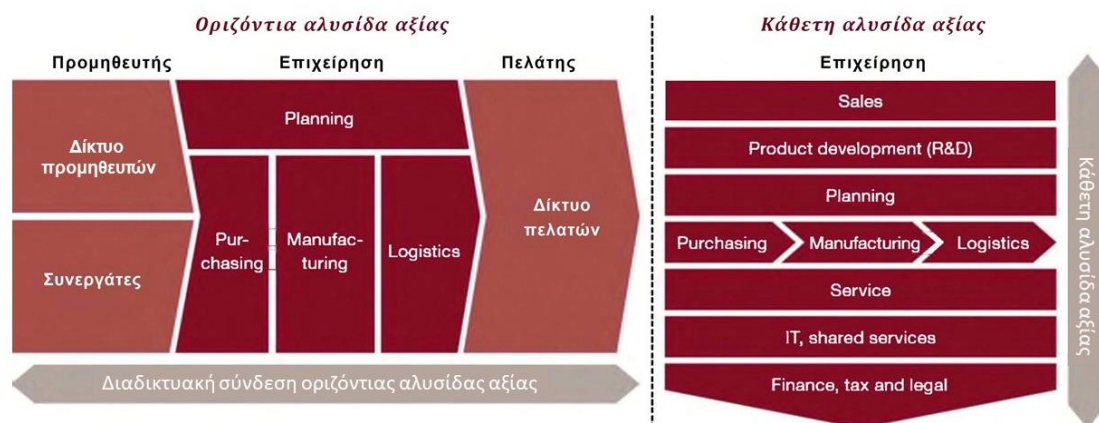 Οριζόντια αλυσίδα αξίας
Προμηθευτής
Επιχείρηση
Πελάτης
Δίκτυο
προμηθευτών
Συνεργάτες
Planning
Pur-
chasing
Manufac-
turing
Logistics
Δίκτυο
πελατών
Διαδικτυακή σύνδεση οριζόντιας αλυσίδας αξίας
Κάθετη αλυσίδα αξίας
Επιχείρηση
Sales
Product development (R&D)
Planning
Purchasing
Manufacturing
Logistics
Service
IT, shared services
Finance, tax and legal
Κάθετη αλυσίδα αξίας